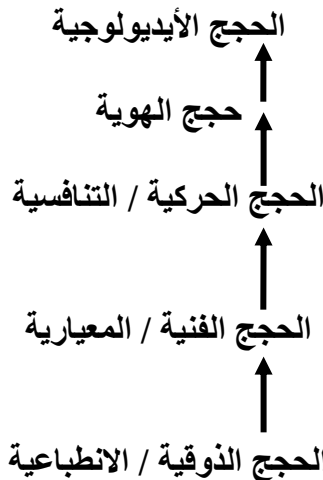 الحجج الأيديولوجية
حجج الهوية
الحجج الحركية / التنافسية
الحجج الفنية / المعيارية
الحجج الذوقية / الانطباعية